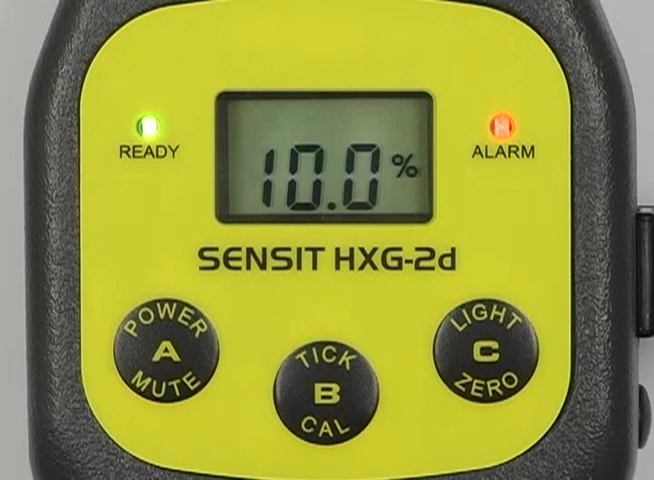 READY
ALARM
10.0%
SENSIT HXG-2d
POWER
A
MUTE
TICK
B
CAL
LIGHT
C
ZERO